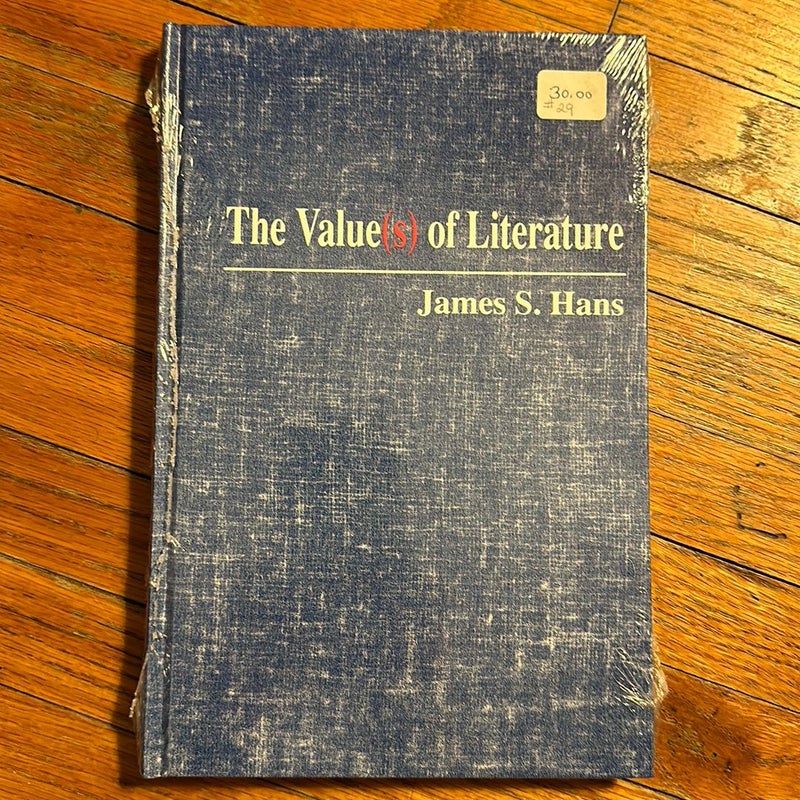 30.00
#29
The Value(s) of Literature
James S. Hans